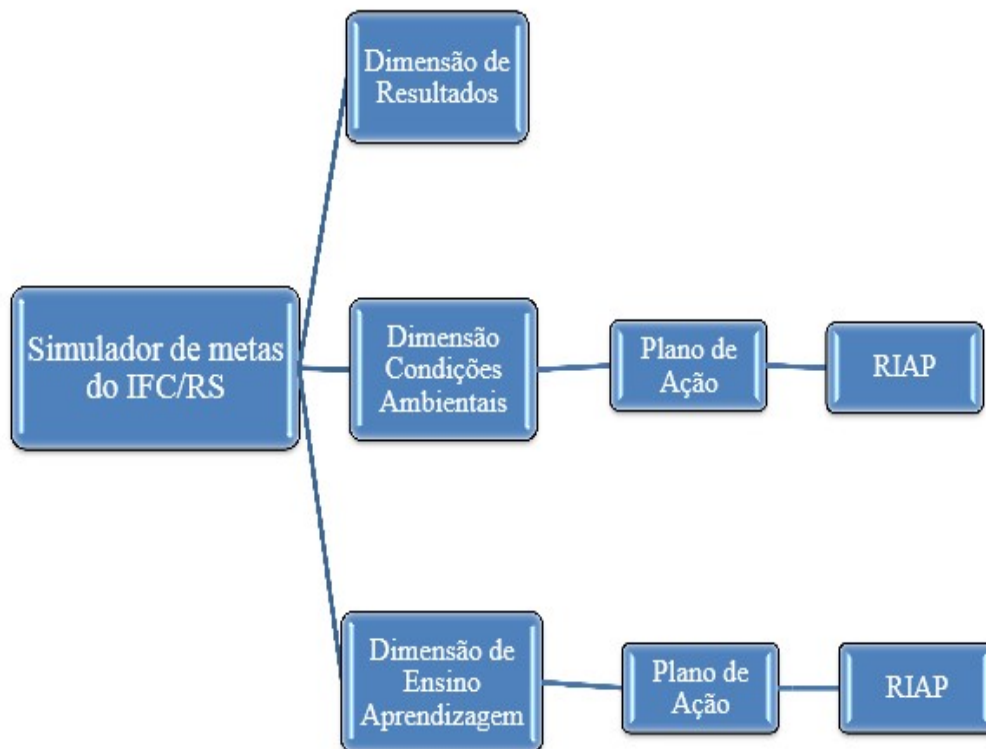 Dimensão de
Resultados
Simulador de metas
do IFC/RS
Dimensão
Condições
Ambientais
Plano de
Ação
RIAP
Dimensão de
Ensino
Aprendizagem
Plano de
Ação
RIAP